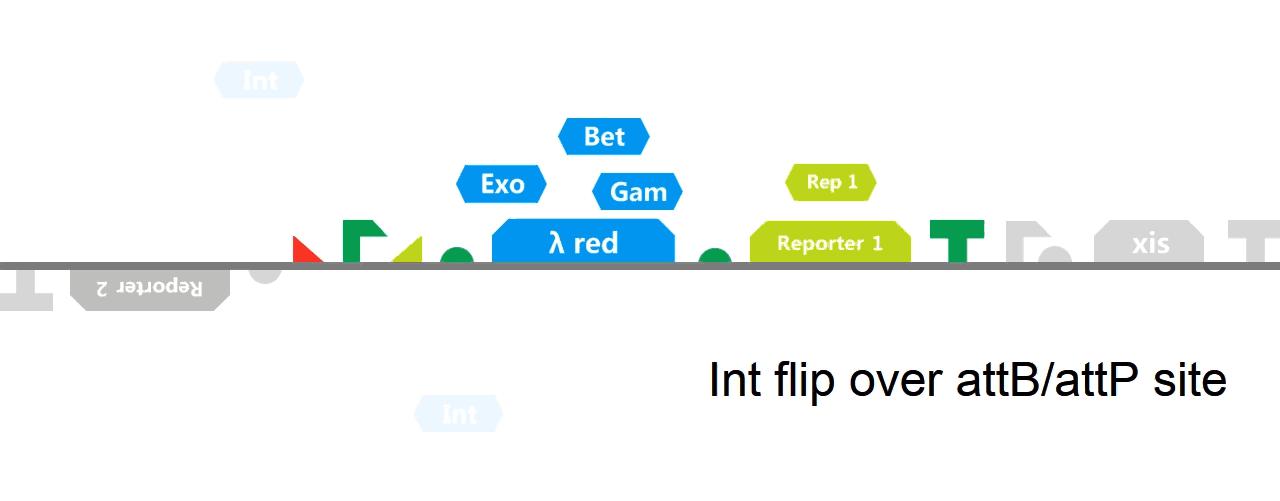 Int
Bet
Exo
Gam
Rep 1
λ red
Reporter 1
xis
Reporter 2
Int flip over attB/attP site
Int